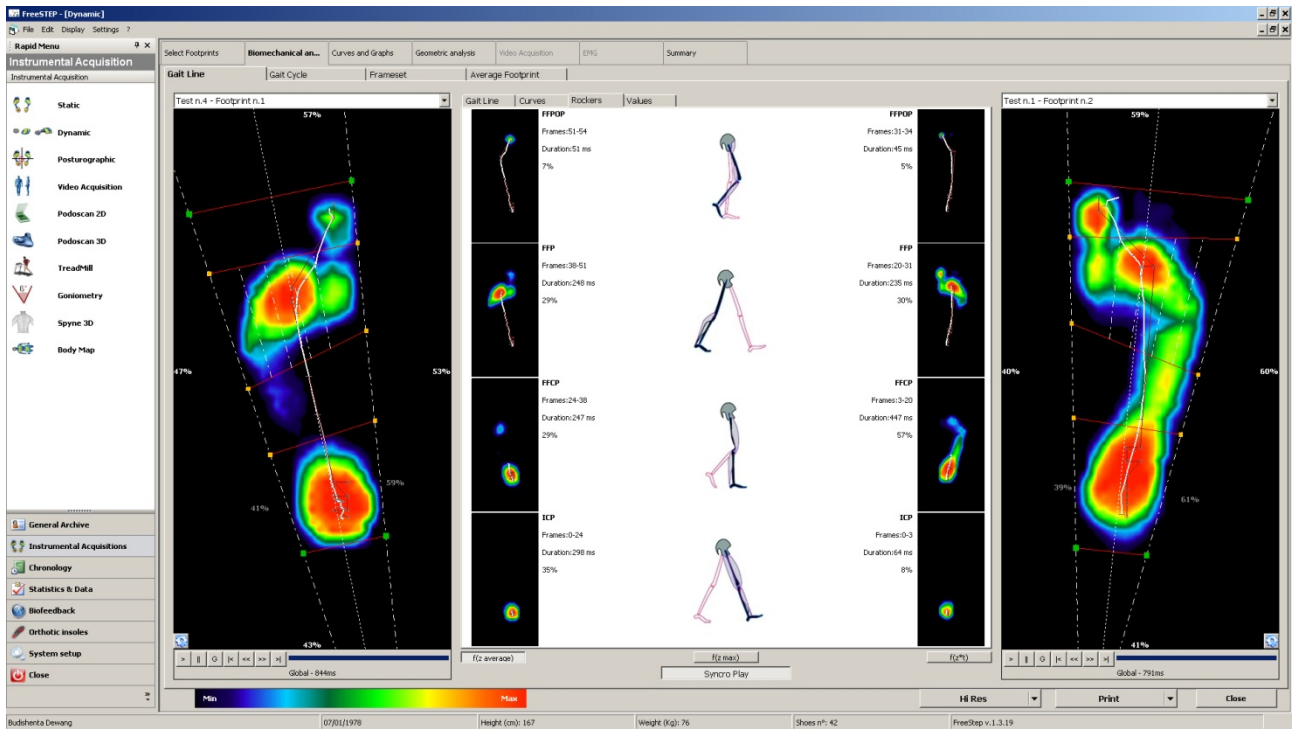 FreeSTEP - [Dynamic]
File Edit Display Settings ?
Rapid Menu
Instrumental Acquisition
Instrumental Acquisition
Static
Dynamic
Posturographic
Video Acquisition
Podoscan 2D
Podoscan 3D
TreadMill
Goniometry
Spyne 3D
Body Map
General Archive
Instrumental Acquisitions
Chronology
Statistics & Data
Biofeedback
Orthotic insoles
System setup
Close
Select Footprints Biomechanical an... Curves and Graphs Geometric analysis Video Acquisition EMG Summary
Gait Line Gait Cycle Frameset Average Footprint
Test n.4 - Footprint n.1
57%
47%
53%
41%
59%
43%
> || G |< << >> >|
Global - 844ms
Gait Line Curves Rockers Values
FFPOP
Frames:51-54
Duration:51 ms
7%
FFP
Frames:38-51
Duration:248 ms
29%
FFCP
Frames:24-38
Duration:247 ms
29%
ICP
Frames:0-24
Duration:298 ms
35%
FFPOP
Frames:31-34
Duration:45 ms
5%
FFP
Frames:20-31
Duration:235 ms
30%
FFCP
Frames:3-20
Duration:447 ms
57%
ICP
Frames:0-3
Duration:64 ms
8%
f(z average) f(z max) f(z*t)
Syncro Play
Test n.1 - Footprint n.2
59%
40%
60%
39%
61%
41%
> || G |< << >> >|
Global - 791ms
Min Max
Hi Res Print Close
Budishenta Dewang 07/01/1978 Height (cm): 167 Weight (Kg): 76 Shoes n°: 42 FreeStep v.1.3.19